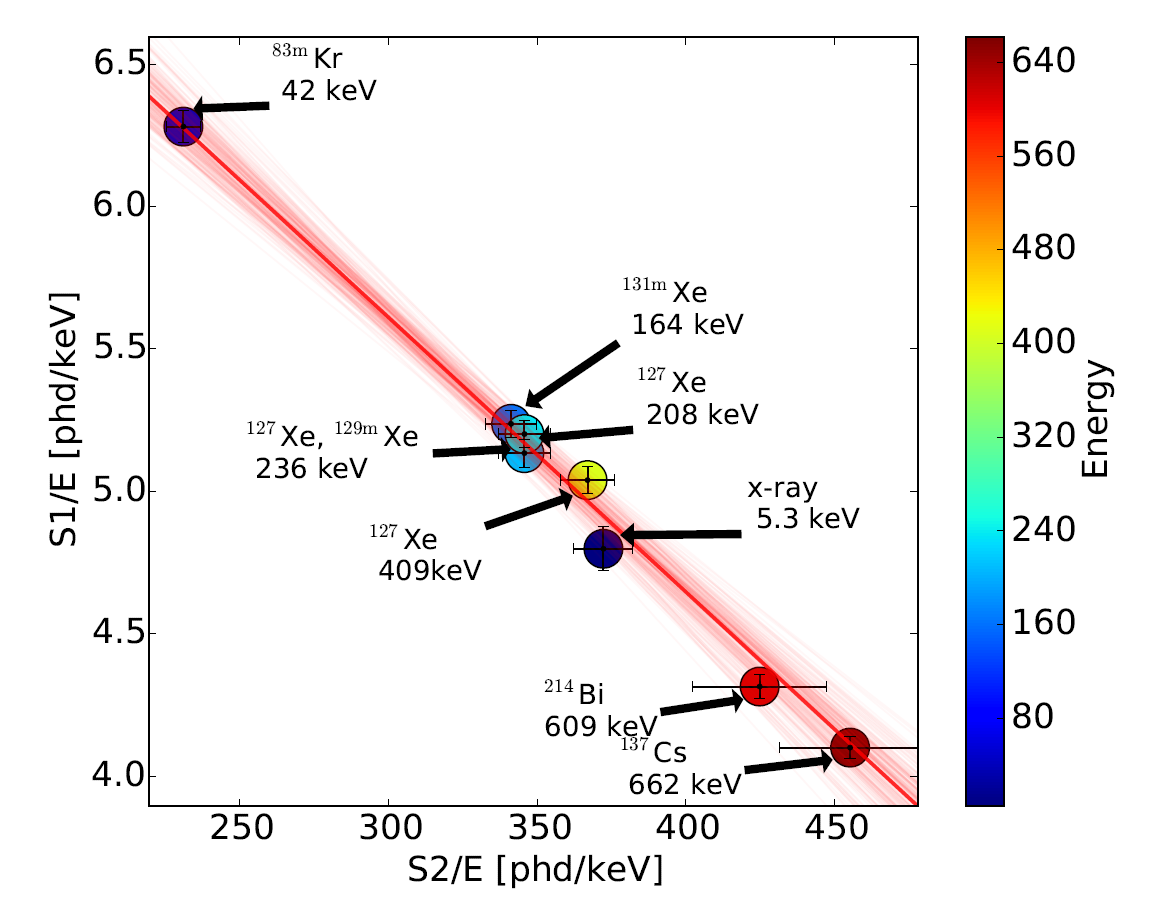 6.5
6.0
5.5
5.0
4.5
4.0
S1/E [phd/keV]
250
300
350
400
450
S2/E [phd/keV]
83mKr
42 keV
131mXe
164 keV
127Xe
208 keV
127Xe, 129mXe
236 keV
127Xe
409keV
x-ray
5.3 keV
214Bi
609 keV
137Cs
662 keV
640
560
480
400
320
240
160
80
Energy